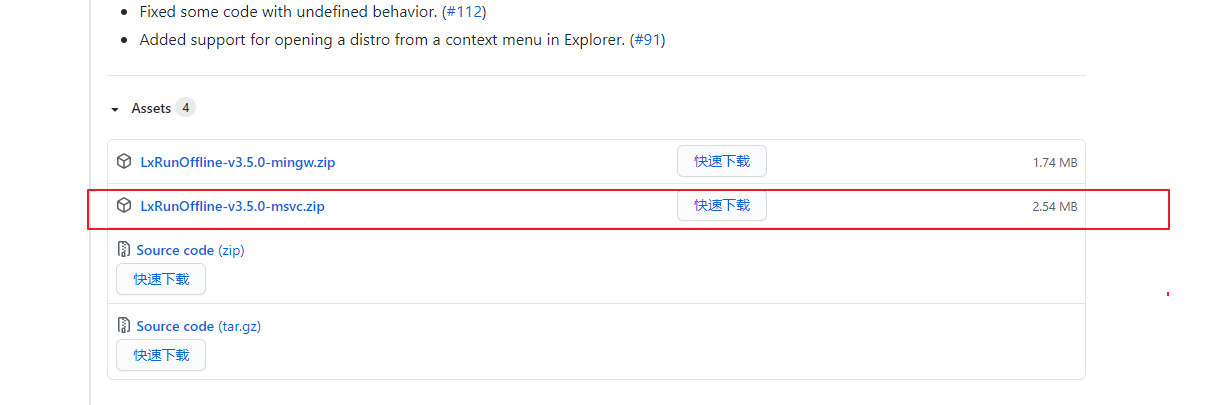 Fixed some code with undefined behavior. (#112)
Added support for opening a distro from a context menu in Explorer. (#91)
Assets 4
LxRunOffline-v3.5.0-mingw.zip 快速下载 1.74 MB
LxRunOffline-v3.5.0-msvc.zip 快速下载 2.54 MB
Source code (zip)
快速下载
Source code (tar.gz)
快速下载